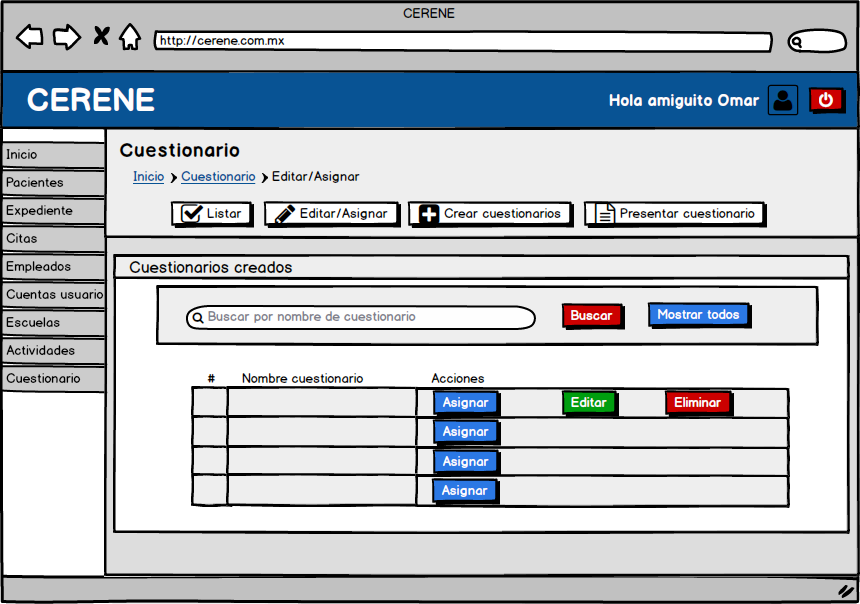 CERENE
http://cerene.com.mx
CERENE
Hola amiguito Omar
Inicio
Pacientes
Expediente
Citas
Empleados
Cuentas usuario
Escuelas
Actividades
Cuestionario
Cuestionario
Inicio Cuestionario Editar/Asignar
Listar Editar/Asignar Crear cuestionarios Presentar cuestionario
Cuestionarios creados
Buscar por nombre de cuestionario Buscar Mostrar todos
# Nombre cuestionario Acciones
Asignar Editar Eliminar
Asignar
Asignar
Asignar